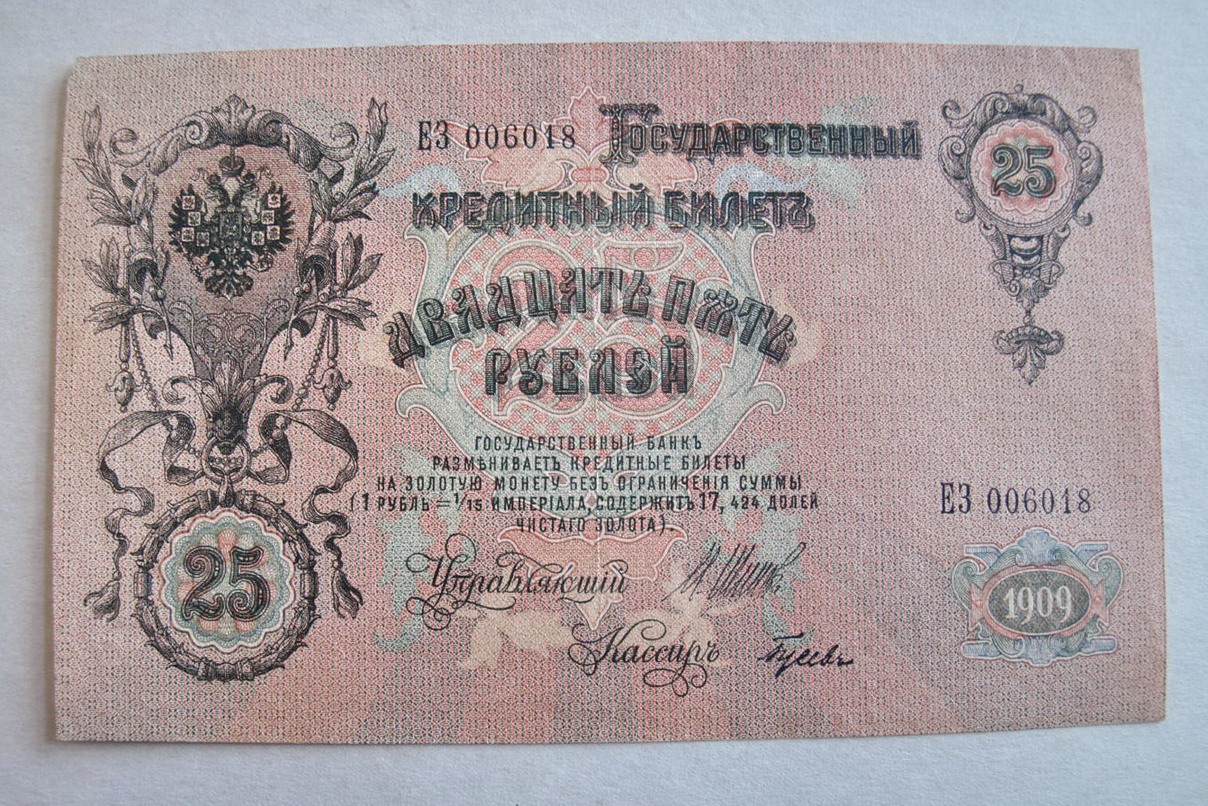 ЕЗ 006018 Государственный
25
кредитный билетъ
Двадцать пять
рублей
Государственный банкъ
размѣниваетъ кредитные билеты
на золотую монету безъ ограниченія суммы
(1 рубль = 1/15 имперіала, содержитъ 17,424 долей
чистаго золота).
ЕЗ 006018
Управляющій
25
1909
Кассиръ Гусевъ